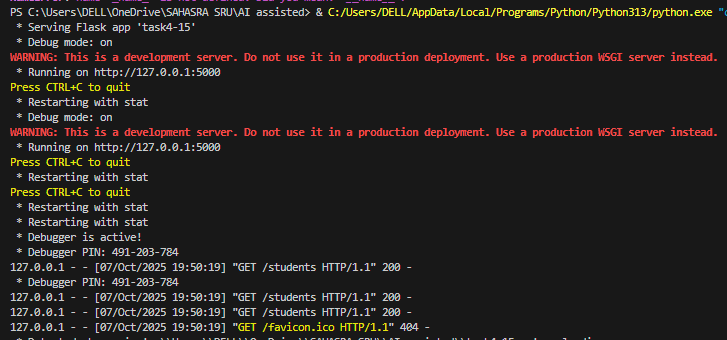 PS C:\Users\DELL\OneDrive\SAHASRA SRU\AI assisted> & C:/Users/DELL/AppData/Local/Programs/Python/Python313/python.exe
* Serving Flask app 'task4-15'
* Debug mode: on
WARNING: This is a development server. Do not use it in a production deployment. Use a production WSGI server instead.
* Running on http://127.0.0.1:5000
Press CTRL+C to quit
* Restarting with stat
* Debug mode: on
WARNING: This is a development server. Do not use it in a production deployment. Use a production WSGI server instead.
* Running on http://127.0.0.1:5000
Press CTRL+C to quit
* Restarting with stat
Press CTRL+C to quit
* Restarting with stat
* Restarting with stat
* Debugger is active!
* Debugger PIN: 491-203-784
127.0.0.1 - - [07/Oct/2025 19:50:19] "GET /students HTTP/1.1" 200 -
* Debugger PIN: 491-203-784
127.0.0.1 - - [07/Oct/2025 19:50:19] "GET /students HTTP/1.1" 200 -
127.0.0.1 - - [07/Oct/2025 19:50:19] "GET /students HTTP/1.1" 200 -
127.0.0.1 - - [07/Oct/2025 19:50:19] "GET /favicon.ico HTTP/1.1" 404 -